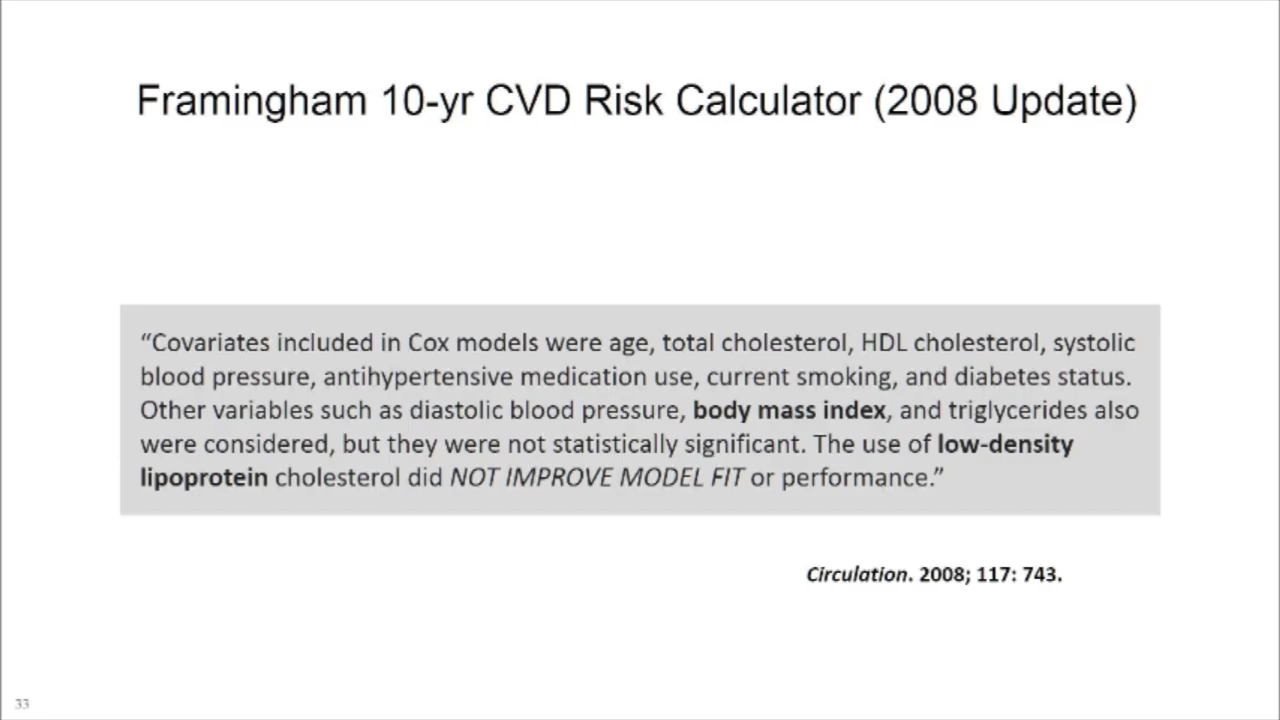 Framingham 10-yr CVD Risk Calculator (2008 Update)
“Covariates included in Cox models were age, total cholesterol, HDL cholesterol, systolic
blood pressure, antihypertensive medication use, current smoking, and diabetes status.
Other variables such as diastolic blood pressure, body mass index, and triglycerides also
were considered, but they were not statistically significant. The use of low-density
lipoprotein cholesterol did NOT IMPROVE MODEL FIT or performance.”
Circulation. 2008; 117: 743.
33